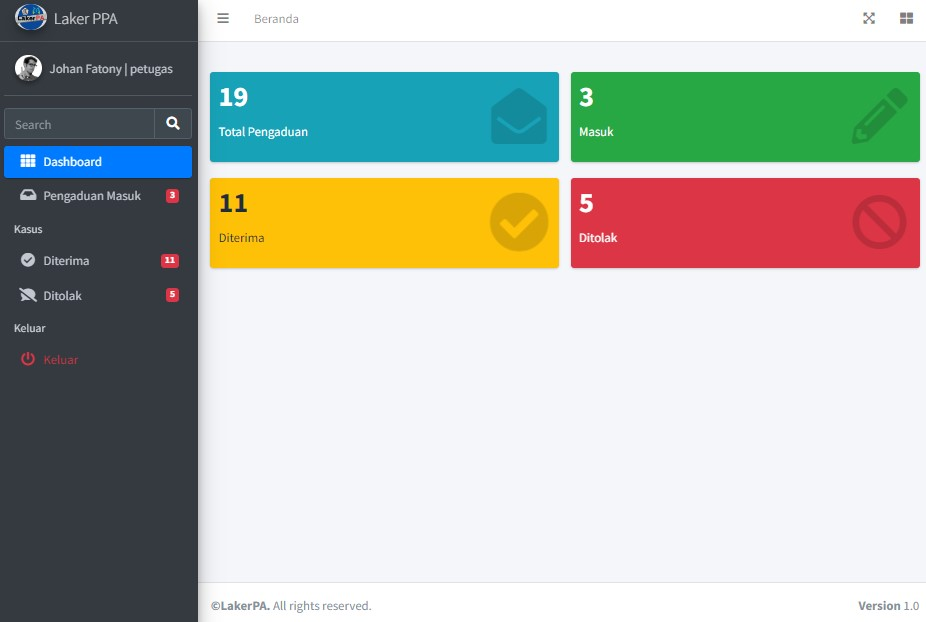 Laker PPA
Beranda
Johan Fatony | petugas
Search
Dashboard
Pengaduan Masuk 3
Kasus
Diterima 11
Ditolak 5
Keluar
Keluar
19
Total Pengaduan
3
Masuk
11
Diterima
5
Ditolak
©LakerPA. All rights reserved.
Version 1.0